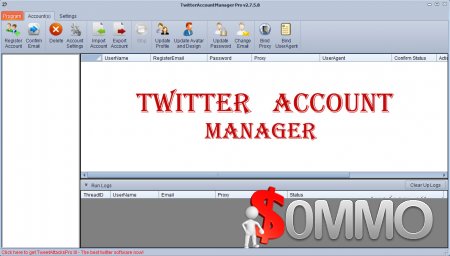 TwitterAccountManager Pro v2.7.5.0
Program Account(s) Settings
Register Account Confirm Email Delete Account Settings Import Account Export Account Stop Update Profile Update Avatar and Design Update Password Change Email Bind Proxy Bind UserAgent
UserName RegisterEmail Password Proxy UserAgent Confirm Status
TWITTER ACCOUNT
MANAGER
Run Logs Clear Up Logs
ThreadID UserName Email Proxy Status
$OMMO
Click here to get TweetAttacksPro !!! - The best twitter software now!